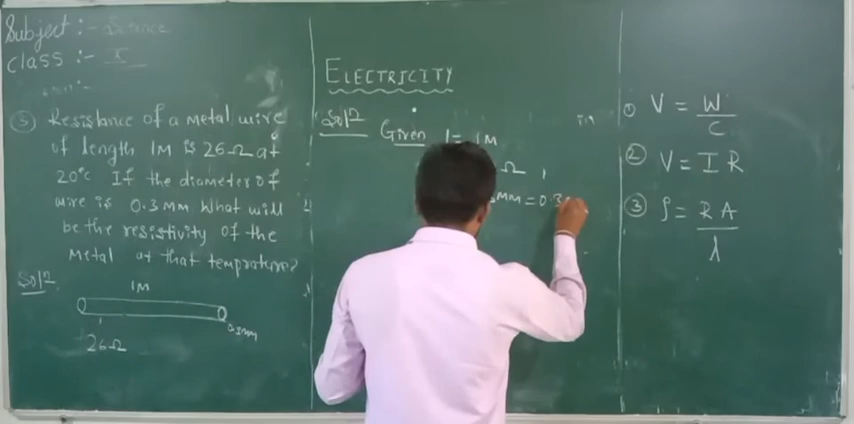 Subject :- Science
Class :- X
③ Resistance of a metal wire
of length 1M is 26Ω at
20°c If the diameter of
wire is 0.3 MM What will
be the resistivity of the
Metal at that temprature?
Solⁿ.
1M
26Ω
ELECTRICITY
Solⁿ
Given l = 1M
Ω
MM = 0.3
① V = W/C
② V = I R
③ ρ = R A/l